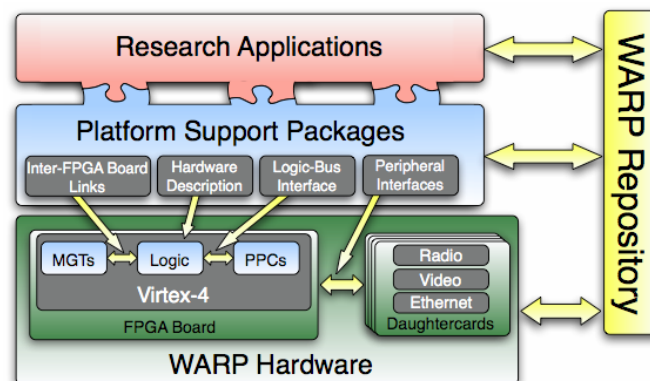 Research Applications
Platform Support Packages
Inter-FPGA Board
Links
Hardware
Description
Logic-Bus
Interface
Peripheral
Interfaces
MGTs
Logic
PPCs
Virtex-4
FPGA Board
Radio
Video
Ethernet
Daughtercards
WARP Hardware
WARP Repository